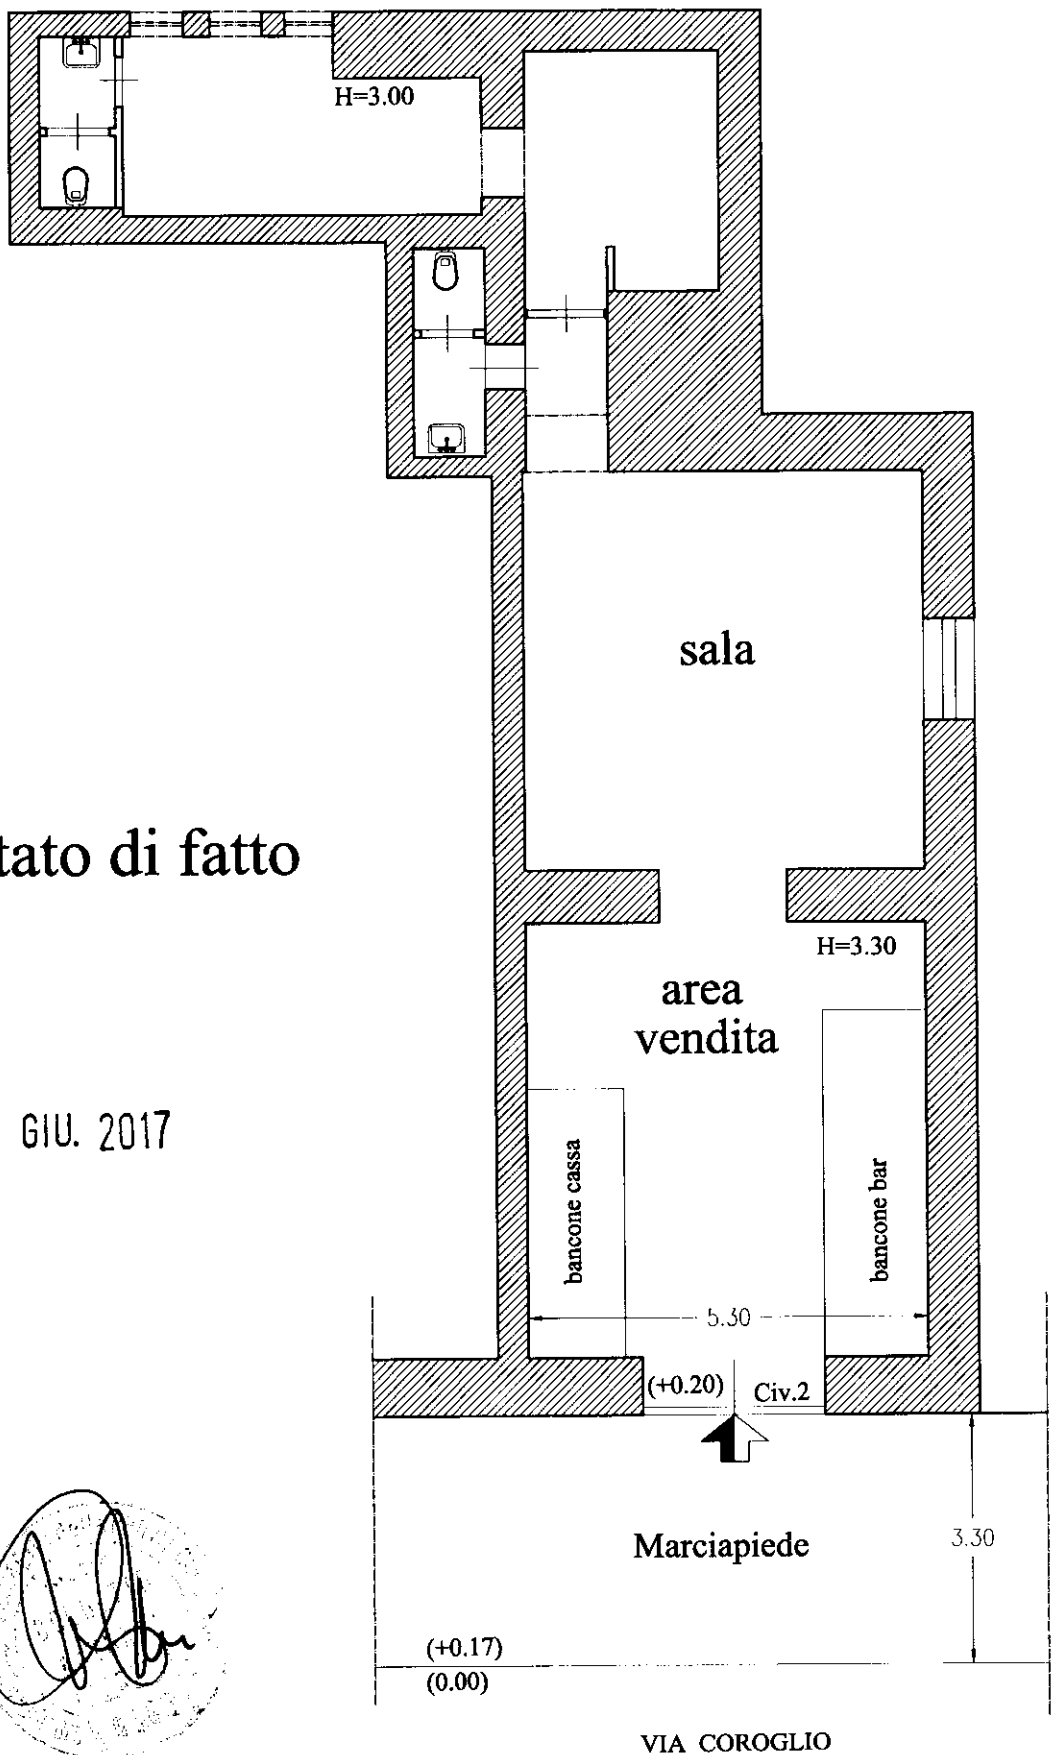 H=3.00
sala
tato di fatto
H=3.30
area
vendita
GIU. 2017
bancone cassa
bancone bar
5.30
(+0.20)
Civ.2
Marciapiede
3.30
(+0.17)
(0.00)
VIA COROGLIO